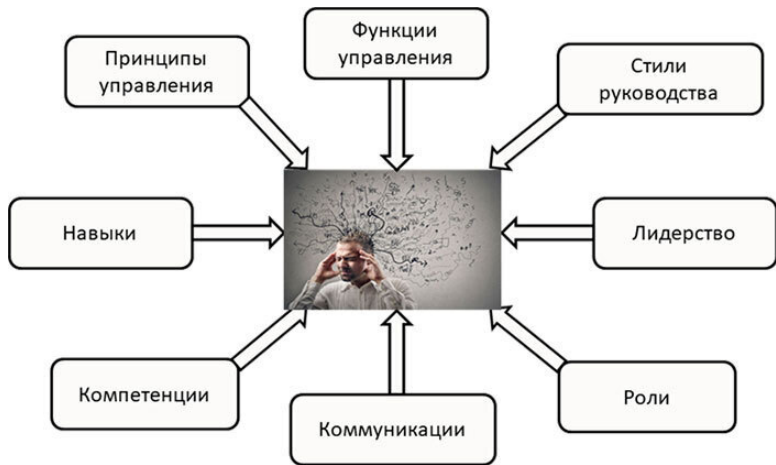 Функции
управления
Принципы
управления
Стили
руководства
Навыки
Лидерство
Компетенции
Коммуникации
Роли